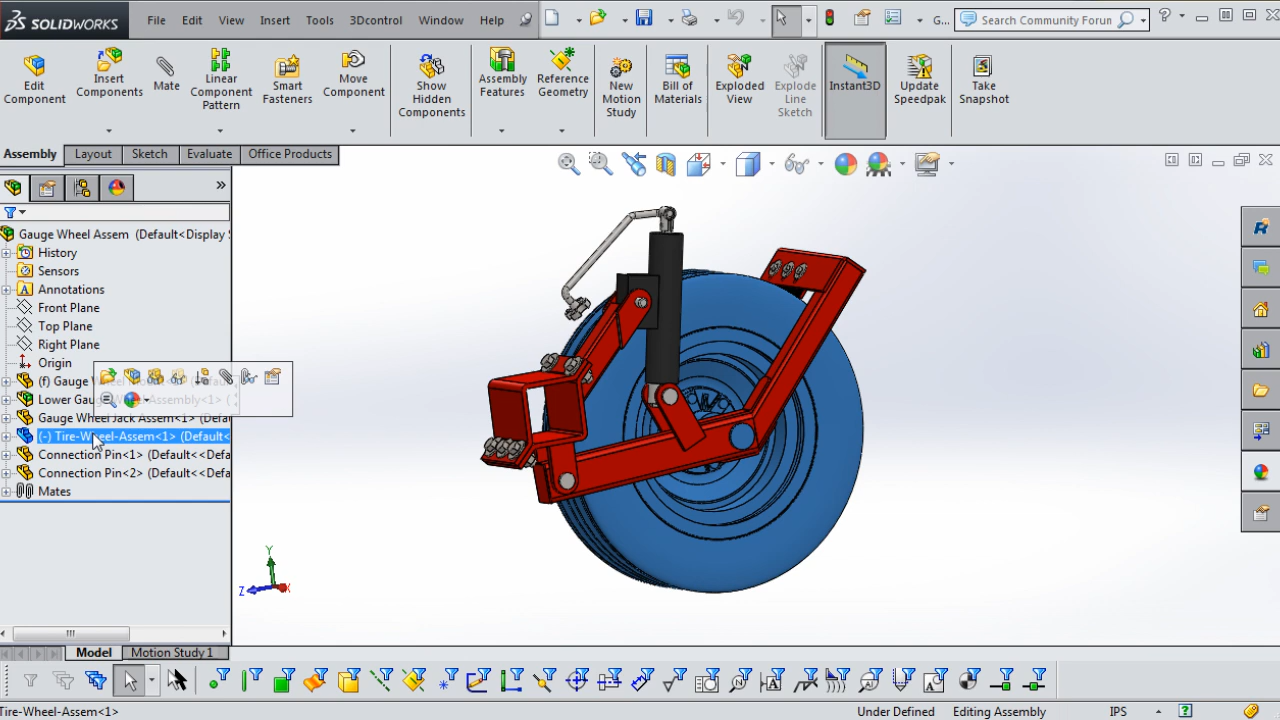 SOLIDWORKS File Edit View Insert Tools 3Dcontrol Window Help G... Search Community Forum
Edit Component
Insert Components
Mate
Linear Component Pattern
Smart Fasteners
Move Component
Show Hidden Components
Assembly Features
Reference Geometry
New Motion Study
Bill of Materials
Exploded View
Explode Line Sketch
Instant3D
Update Speedpak
Take Snapshot
Assembly Layout Sketch Evaluate Office Products
Gauge Wheel Assem (Default<Display
History
Sensors
Annotations
Front Plane
Top Plane
Right Plane
Origin
(f) Gauge
Lower Gau
Gauge Wheel Jack Assem<1> (Defau
(-) Tire-Wheel-Assem<1> (Default<
Connection Pin<1> (Default<<Defa
Connection Pin<2> (Default<<Defa
Mates
Y
Z X
Model Motion Study 1
Tire-Wheel-Assem<1> Under Defined Editing Assembly IPS